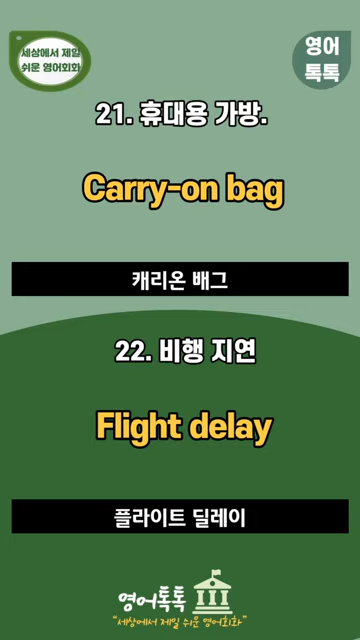 세상에서 제일
쉬운 영어회화
영어
톡톡
21. 휴대용 가방.
Carry-on bag
캐리온 배그
22. 비행 지연
Flight delay
플라이트 딜레이
영어톡톡
"세상에서 제일 쉬운 영어회화"